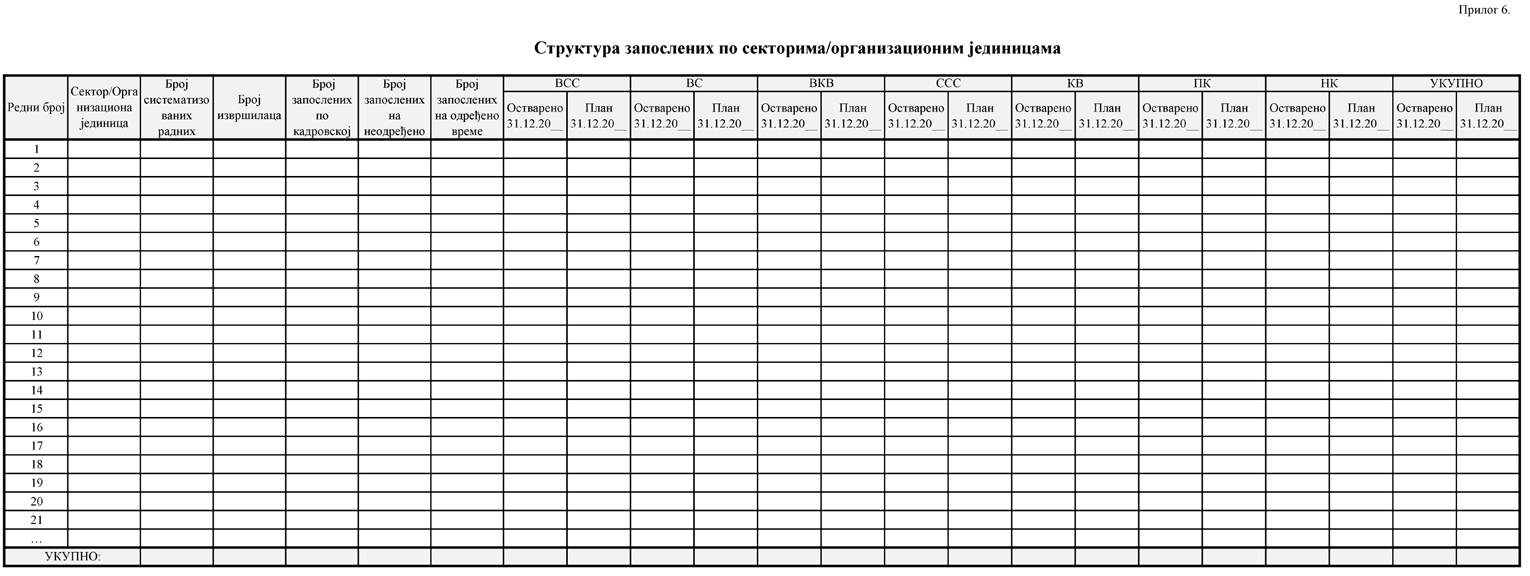 Прилог 6.
Структура запослених по секторима/организационим јединицама
Редни број
Сектор/Орга
низациона
јединица
Број
систематизо
ваних
радних
Број
извршилаца
Број
запослених
по
кадровској
Број
запослених
на
неодређено
Број
запослених
на одређено
време
ВСС ВС ВКВ ССС КВ ПК НК УКУПНО
Остварено План Остварено План Остварено План Остварено План Остварено План Остварено План Остварено План Остварено План
31.12.20__ 31.12.20__ 31.12.20__ 31.12.20__ 31.12.20__ 31.12.20__ 31.12.20__ 31.12.20__ 31.12.20__ 31.12.20__ 31.12.20__ 31.12.20__ 31.12.20__ 31.12.20__ 31.12.20__ 31.12.20__
1
2
3
4
5
6
7
8
9
10
11
12
13
14
15
16
17
18
19
20
21
…
УКУПНО: